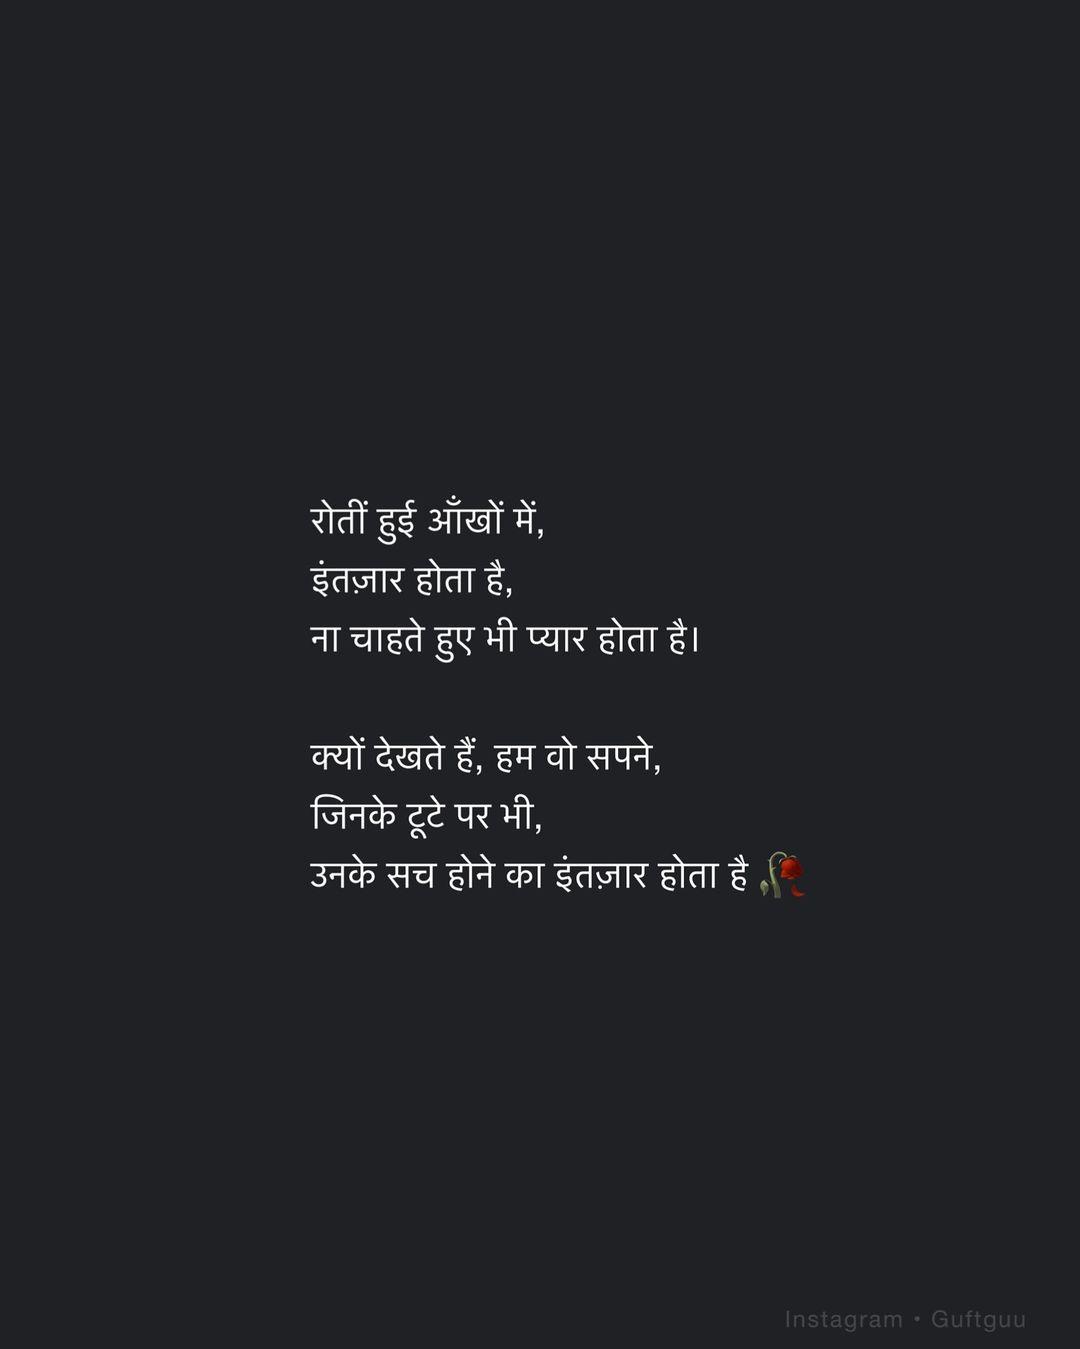 रोतीं हुई आँखों में,
इंतज़ार होता है,
ना चाहते हुए भी प्यार होता है।
क्यों देखते हैं, हम वो सपने,
जिनके टूटे पर भी,
उनके सच होने का इंतज़ार होता है 🥀
Instagram • Guftguu